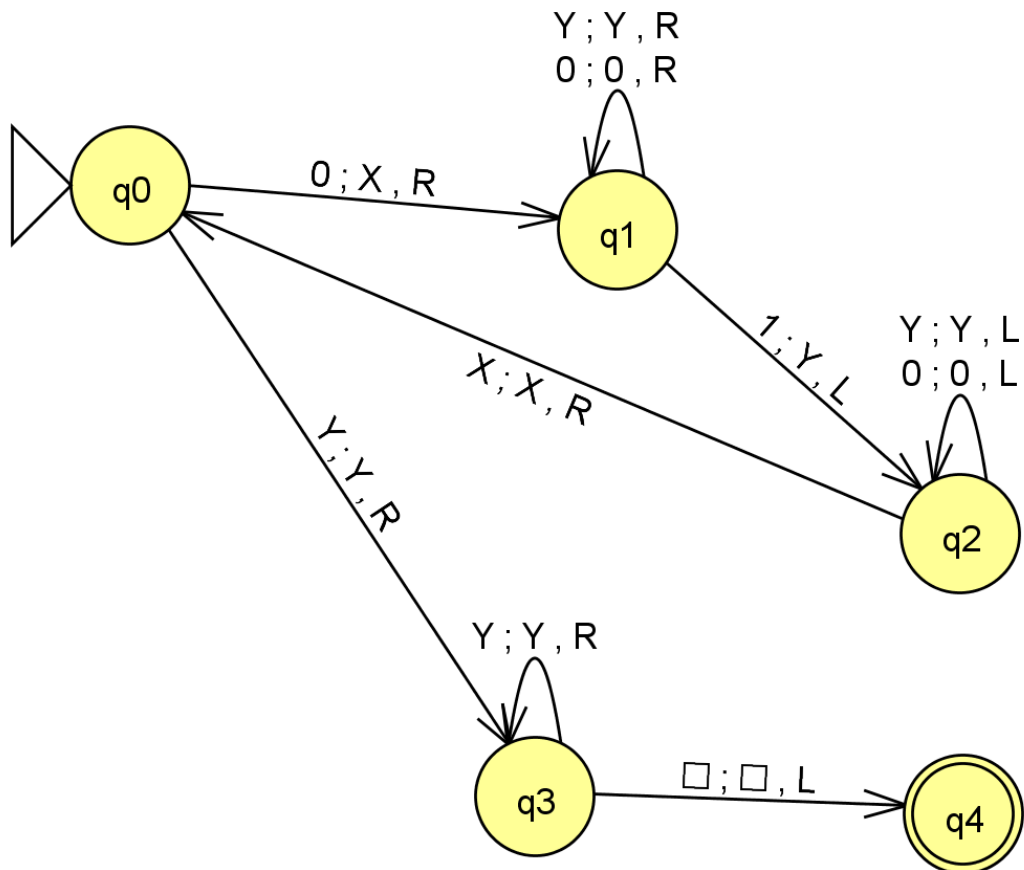 Y ; Y , R
0 ; 0 , R
q0
0 ; X , R
q1
1 ; Y , L
Y ; Y , L
0 ; 0 , L
X ; X , R
Y ; Y , R
q2
Y ; Y , R
q3
□ ; □ , L
q4